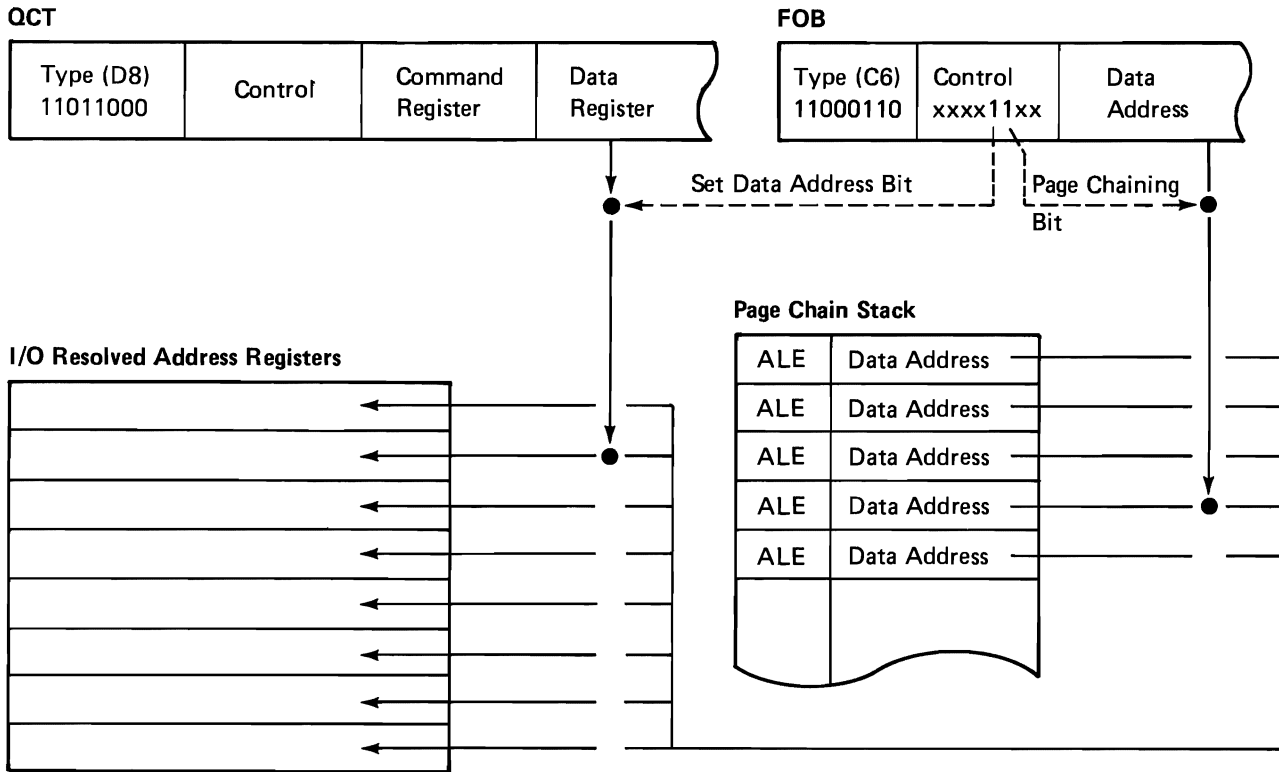 QCT
Type (D8)
11011000
Control
Command
Register
Data
Register
FOB
Type (C6)
11000110
Control
xxxx11xx
Data
Address
Set Data Address Bit
Page Chaining
Bit
Page Chain Stack
ALE Data Address
ALE Data Address
ALE Data Address
ALE Data Address
ALE Data Address
I/O Resolved Address Registers